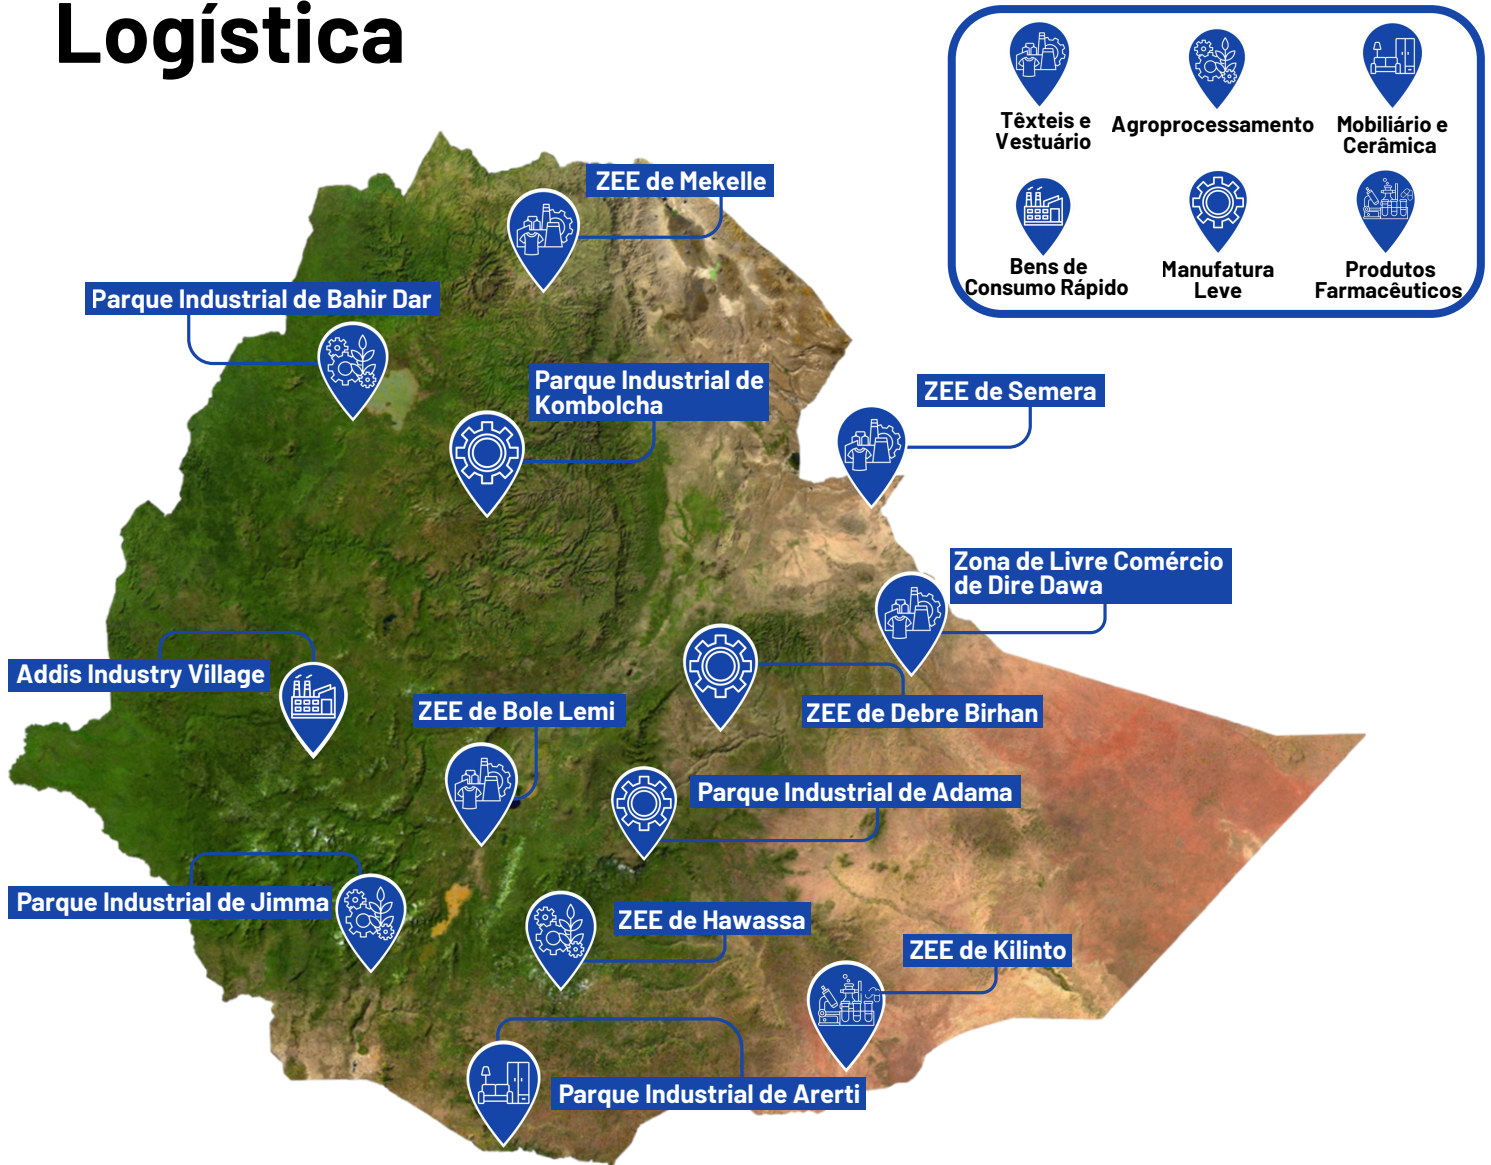 Logística
Têxteis e
Vestuário
Agroprocessamento
Mobiliário e
Cerâmica
Bens de
Consumo Rápido
Manufatura
Leve
Produtos
Farmacêuticos
ZEE de Mekelle
Parque Industrial de Bahir Dar
Parque Industrial de
Kombolcha
ZEE de Semera
Zona de Livre Comércio
de Dire Dawa
Addis Industry Village
ZEE de Bole Lemi
ZEE de Debre Birhan
Parque Industrial de Adama
Parque Industrial de Jimma
ZEE de Hawassa
ZEE de Kilinto
Parque Industrial de Arerti